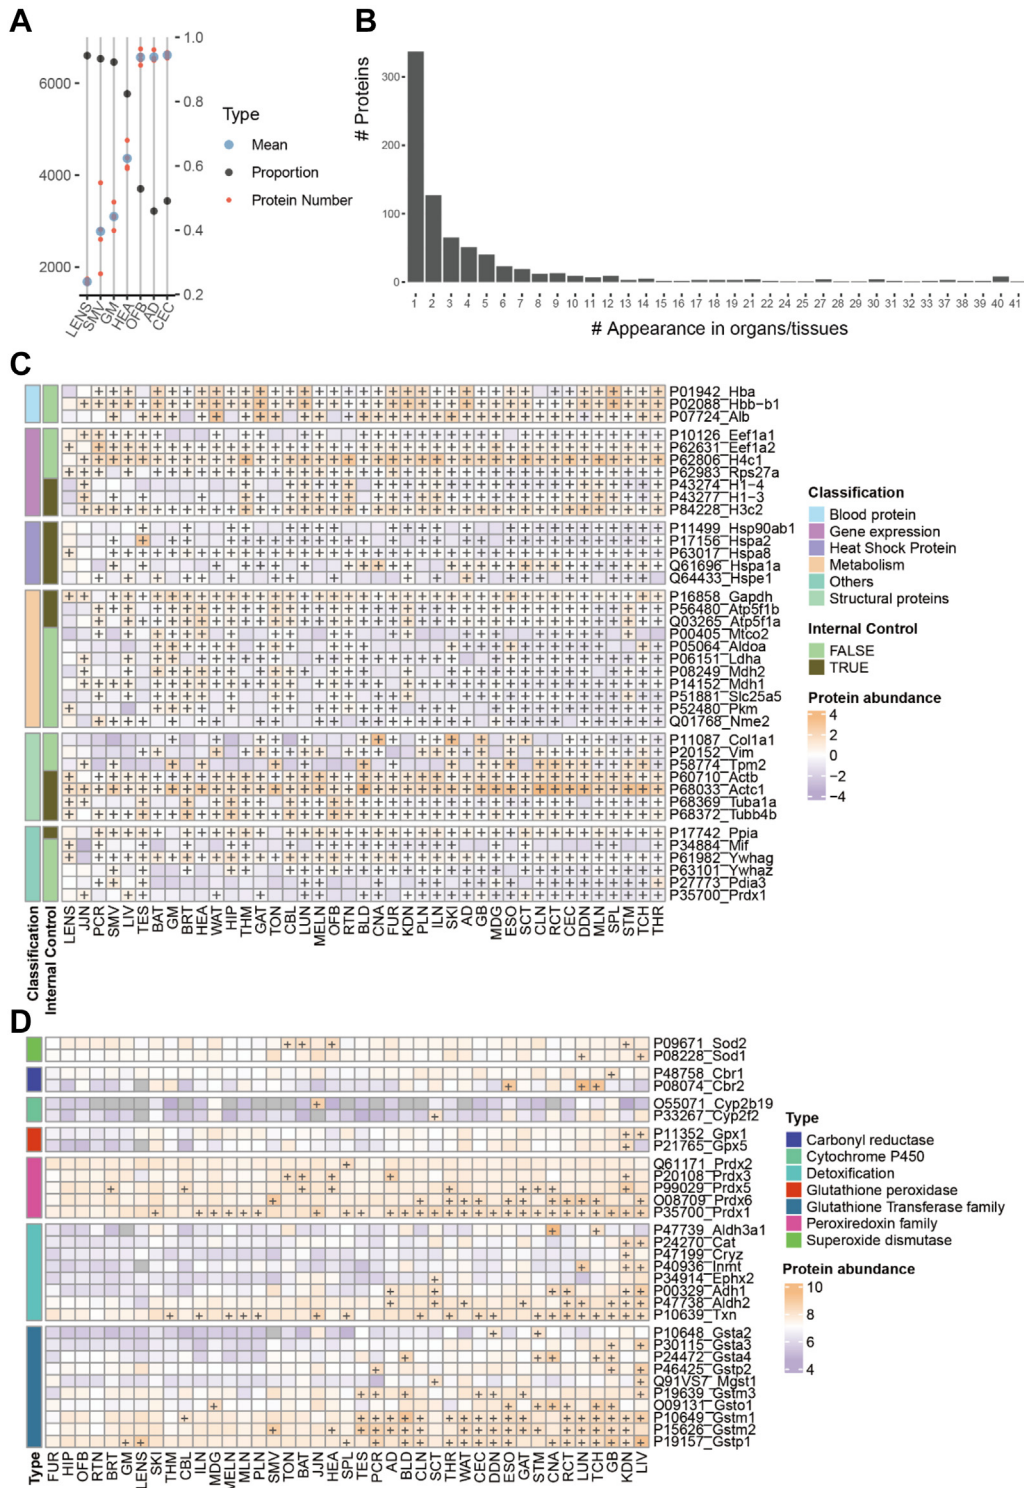 A
B
6000
4000
2000
1.0
0.8
0.6
0.4
0.2
LENS
SMV
GM
HEA
OFB
AD
CEC
Type
Mean
Proportion
Protein Number
# Proteins
300
200
100
0
1 2 3 4 5 6 7 8 9 10 11 12 13 14 15 16 17 18 19 21 22 24 25 27 28 30 32 33 37 38 39 40 41
# Appearance in organs/tissues
C
P01942_Hba
P02088_Hbb-b1
P07724_Alb
P10126_Eef1a1
P62631_Eef1a2
P62806_H4c1
P62983_Rps27a
P43274_H1-4
P43277_H1-3
P84228_H3c2
P11499_Hsp90ab1
P17156_Hspa2
P63017_Hspa8
Q61696_Hspa1a
Q64433_Hspe1
P16858_Gapdh
P56480_Atp5f1b
Q03265_Atp5f1a
P00405_Mtco2
P05064_Aldoa
P06151_Ldha
P08249_Mdh2
P14152_Mdh1
P51881_Slc25a5
P52480_Pkm
Q01768_Nme2
P11087_Col1a1
P20152_Vim
P58774_Tpm2
P60710_Actb
P68033_Actc1
P68369_Tuba1a
P68372_Tubb4b
P17742_Ppia
P34884_Mif
P61982_Ywhag
P63101_Ywhaz
P27773_Pdia3
P35700_Prdx1
Classification
Internal Control
LENS JJN PCR SMV LIV TES BAT GM BRT HEA WAT HIP THM GAT TON CBL LUN MELN OFB RTN BLD CNA FUR KDN PLN ILN SKI AD GB MDG ESO SCT CLN RCT CEC DDN MLN SPL STM TCH THR
Classification
Blood protein
Gene expression
Heat Shock Protein
Metabolism
Others
Structural proteins
Internal Control
FALSE
TRUE
Protein abundance
4
2
0
−2
−4
D
P09671_Sod2
P08228_Sod1
P48758_Cbr1
P08074_Cbr2
O55071_Cyp2b19
P33267_Cyp2f2
P11352_Gpx1
P21765_Gpx5
Q61171_Prdx2
P20108_Prdx3
P99029_Prdx5
O08709_Prdx6
P35700_Prdx1
P47739_Aldh3a1
P24270_Cat
P47199_Cryz
P40936_Inmt
P34914_Ephx2
P00329_Adh1
P47738_Aldh2
P10639_Txn
P10648_Gsta2
P30115_Gsta3
P24472_Gsta4
P46425_Gstp2
Q91VS7_Mgst1
P19639_Gstm3
O09131_Gsto1
P10649_Gstm1
P15626_Gstm2
P19157_Gstp1
Type
FUR HIP OFB RTN BRT GM LENS SKI THM CBL ILN MDG MELN MLN PLN SMV TON BAT JJN HEA SPL TES PCR AD BLD CLN SCT THR WAT CEC DDN ESO GAT STM CNA RCT LUN TCH GB KDN LIV
Type
Carbonyl reductase
Cytochrome P450
Detoxification
Glutathione peroxidase
Glutathione Transferase family
Peroxiredoxin family
Superoxide dismutase
Protein abundance
10
8
6
4